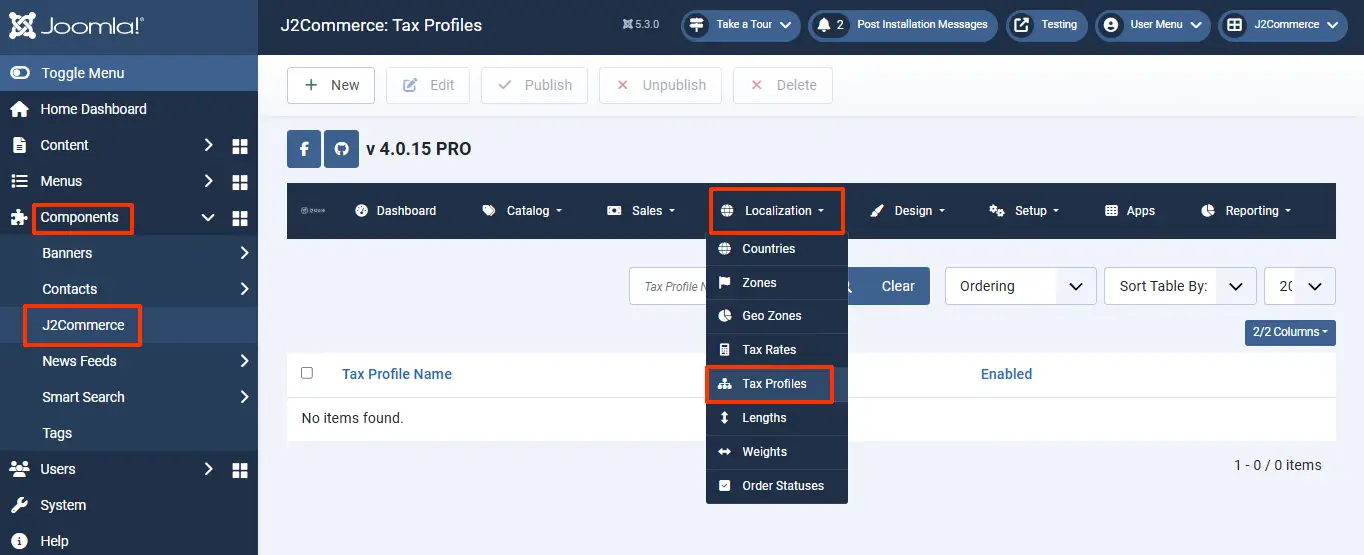 Joomla!
J2Commerce: Tax Profiles
5.3.0
Take a Tour
2 Post Installation Messages
Testing
User Menu
J2Commerce
Toggle Menu
Home Dashboard
Content
Menus
Components
Banners
Contacts
J2Commerce
News Feeds
Smart Search
Tags
Users
System
Help
New
Edit
Publish
Unpublish
Delete
v 4.0.15 PRO
Dashboard
Catalog
Sales
Localization
Design
Setup
Apps
Reporting
Countries
Zones
Geo Zones
Tax Rates
Tax Profiles
Lengths
Weights
Order Statuses
Tax Profile N
Clear
Ordering
Sort Table By:
20
2/2 Columns
Tax Profile Name
Enabled
No items found.
1 - 0 / 0 items